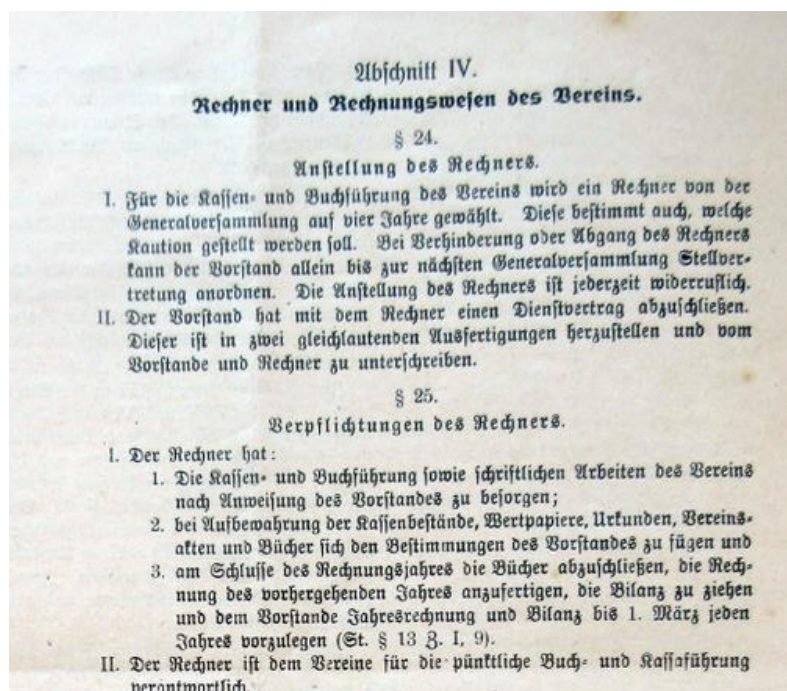 Abschnitt IV.
Rechner und Rechnungswesen des Vereins.
§ 24.
Anstellung des Rechners.
I. Für die Kassen- und Buchführung des Vereins wird ein Rechner von der
Generalversammlung auf vier Jahre gewählt. Diese bestimmt auch, welche
Kaution gestellt werden soll. Bei Verhinderung oder Abgang des Rechners
kann der Vorstand allein bis zur nächsten Generalversammlung Stellver-
tretung anordnen. Die Anstellung des Rechners ist jederzeit widerruflich.
II. Der Vorstand hat mit dem Rechner einen Dienstvertrag abzuschließen.
Dieser ist in zwei gleichlautenden Ausfertigungen herzustellen und vom
Vorstande und Rechner zu unterschreiben.
§ 25.
Verpflichtungen des Rechners.
I. Der Rechner hat:
1. Die Kassen- und Buchführung sowie schriftlichen Arbeiten des Vereins
nach Anweisung des Vorstandes zu besorgen;
2. bei Aufbewahrung der Kassenbestände, Wertpapiere, Urkunden, Vereins-
akten und Bücher sich den Bestimmungen des Vorstandes zu fügen und
3. am Schlusse des Rechnungsjahres die Bücher abzuschließen, die Rech-
nung des vorhergehenden Jahres anzufertigen, die Bilanz zu ziehen
und dem Vorstande Jahresrechnung und Bilanz bis 1. März jeden
Jahres vorzulegen (St. § 13 Z. I, 9).
II. Der Rechner ist dem Vereine für die pünktliche Buch- und Kassaführung
verantwortlich.